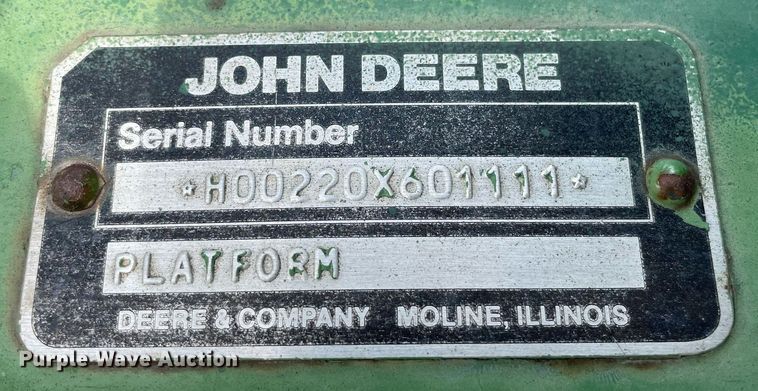 JOHN DEERE
Serial Number
*H00220X601111*
PLATFORM
DEERE & COMPANY MOLINE, ILLINOIS
Purple Wave Auction